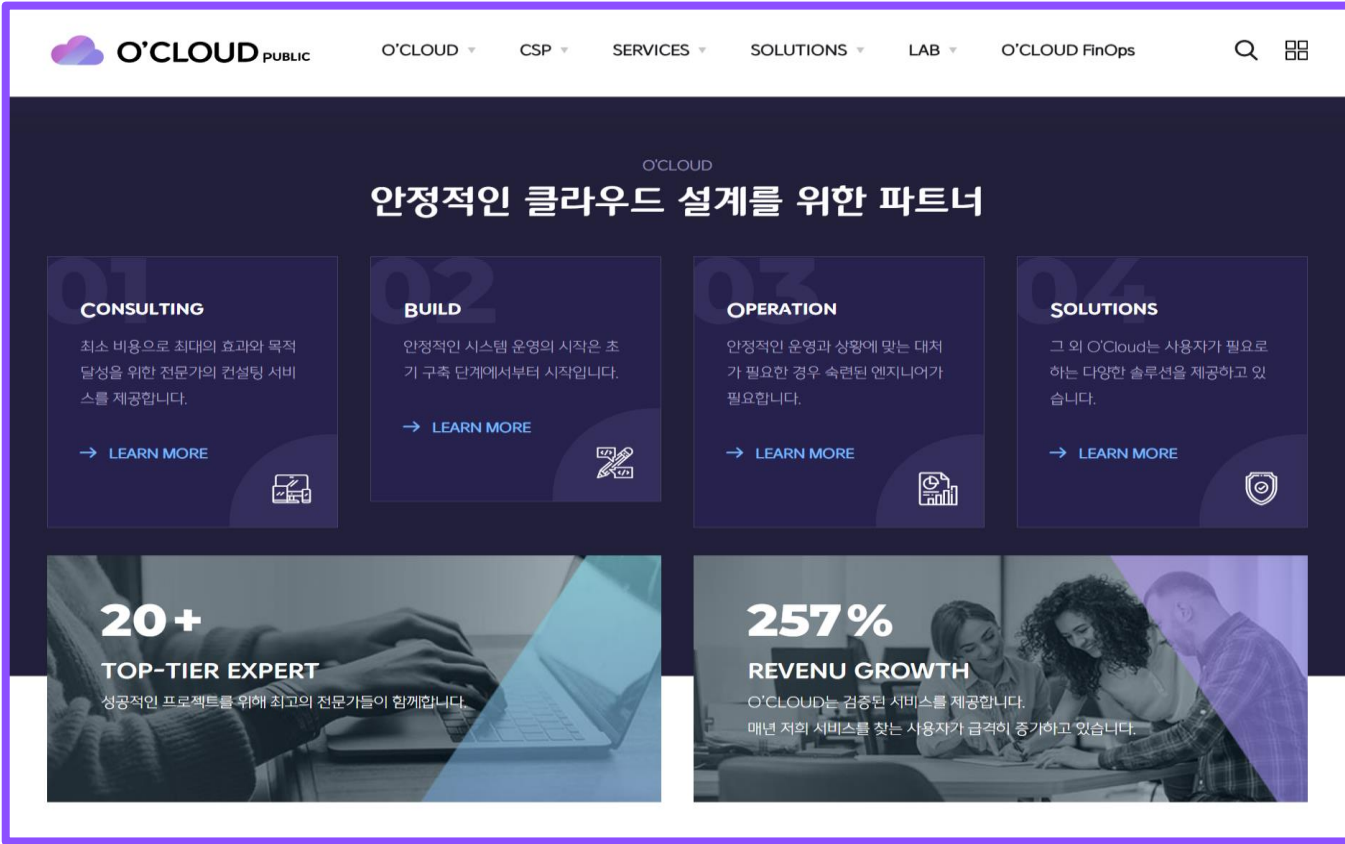 O'CLOUD PUBLIC
O'CLOUD CSP SERVICES SOLUTIONS LAB O'CLOUD FinOps
O'CLOUD
안정적인 클라우드 설계를 위한 파트너
01
CONSULTING
최소 비용으로 최대의 효과와 목적
달성을 위한 전문가의 컨설팅 서비
스를 제공합니다.
→ LEARN MORE
02
BUILD
안정적인 시스템 운영의 시작은 초
기 구축 단계에서부터 시작입니다.
→ LEARN MORE
03
OPERATION
안정적인 운영과 상황에 맞는 대처
가 필요한 경우 숙련된 엔지니어가
필요합니다.
→ LEARN MORE
04
SOLUTIONS
그 외 O'Cloud는 사용자가 필요로
하는 다양한 솔루션을 제공하고 있
습니다.
→ LEARN MORE
20+
TOP-TIER EXPERT
성공적인 프로젝트를 위해 최고의 전문가들이 함께합니다.
257%
REVENU GROWTH
O'CLOUD는 검증된 서비스를 제공합니다.
매년 저희 서비스를 찾는 사용자가 급격히 증가하고 있습니다.